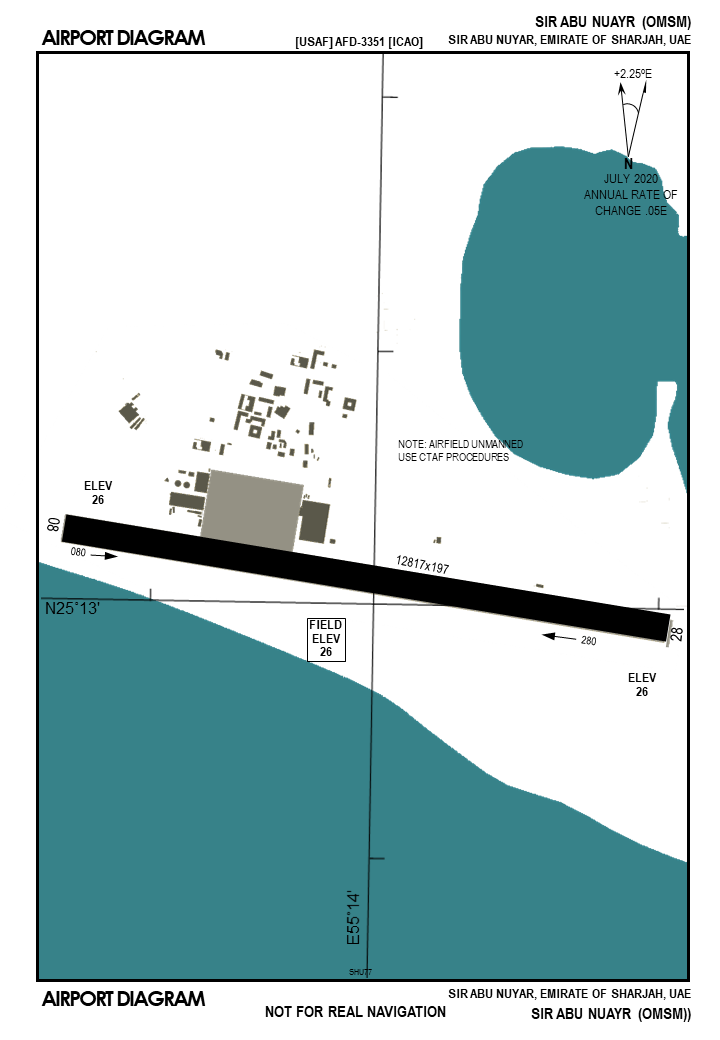 SIR ABU NUAYR (OMSM)
AIRPORT DIAGRAM
[USAF] AFD-3351 [ICAO]
SIR ABU NUYAR, EMIRATE OF SHARJAH, UAE
+2.25ºE
N
JULY 2020
ANNUAL RATE OF
CHANGE .05E
NOTE: AIRFIELD UNMANNED
USE CTAF PROCEDURES
ELEV
26
80
080
12817x197
N25°13'
FIELD
ELEV
26
280
28
ELEV
26
E55°14'
SHU77
AIRPORT DIAGRAM
SIR ABU NUYAR, EMIRATE OF SHARJAH, UAE
NOT FOR REAL NAVIGATION
SIR ABU NUAYR (OMSM))